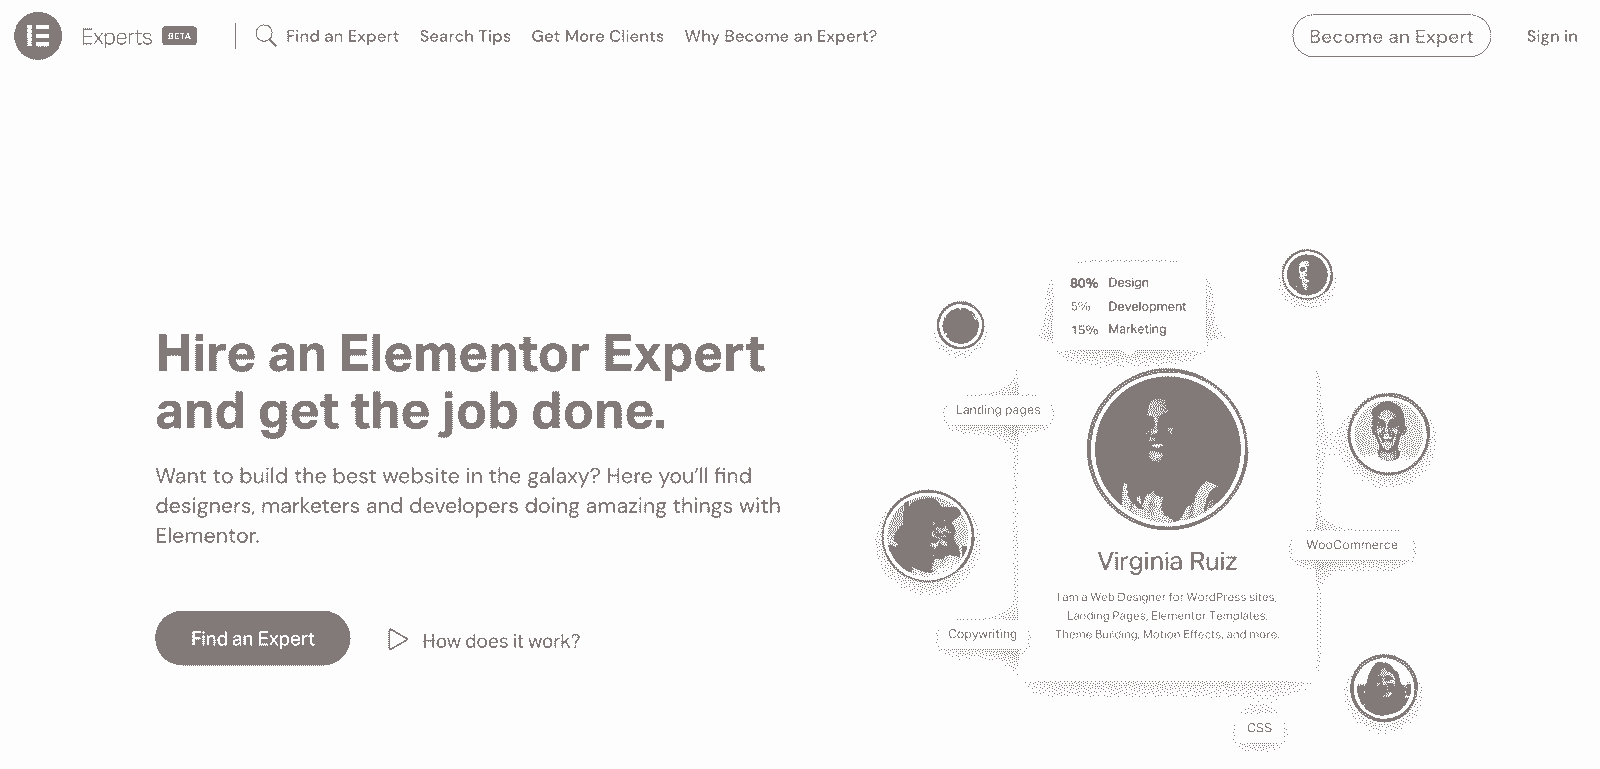 Experts BETA
Find an Expert Search Tips Get More Clients Why Become an Expert?
Become an Expert Sign in
Hire an Elementor Expert
and get the job done.
Want to build the best website in the galaxy? Here you'll find
designers, marketers and developers doing amazing things with
Elementor.
Find an Expert
How does it work?
80% Design
5% Development
15% Marketing
Landing pages
WooCommerce
Virginia Ruiz
I am a Web Designer for WordPress sites,
Landing Pages, Elementor Templates,
Theme Building, Motion Effects, and more.
Copywriting
CSS